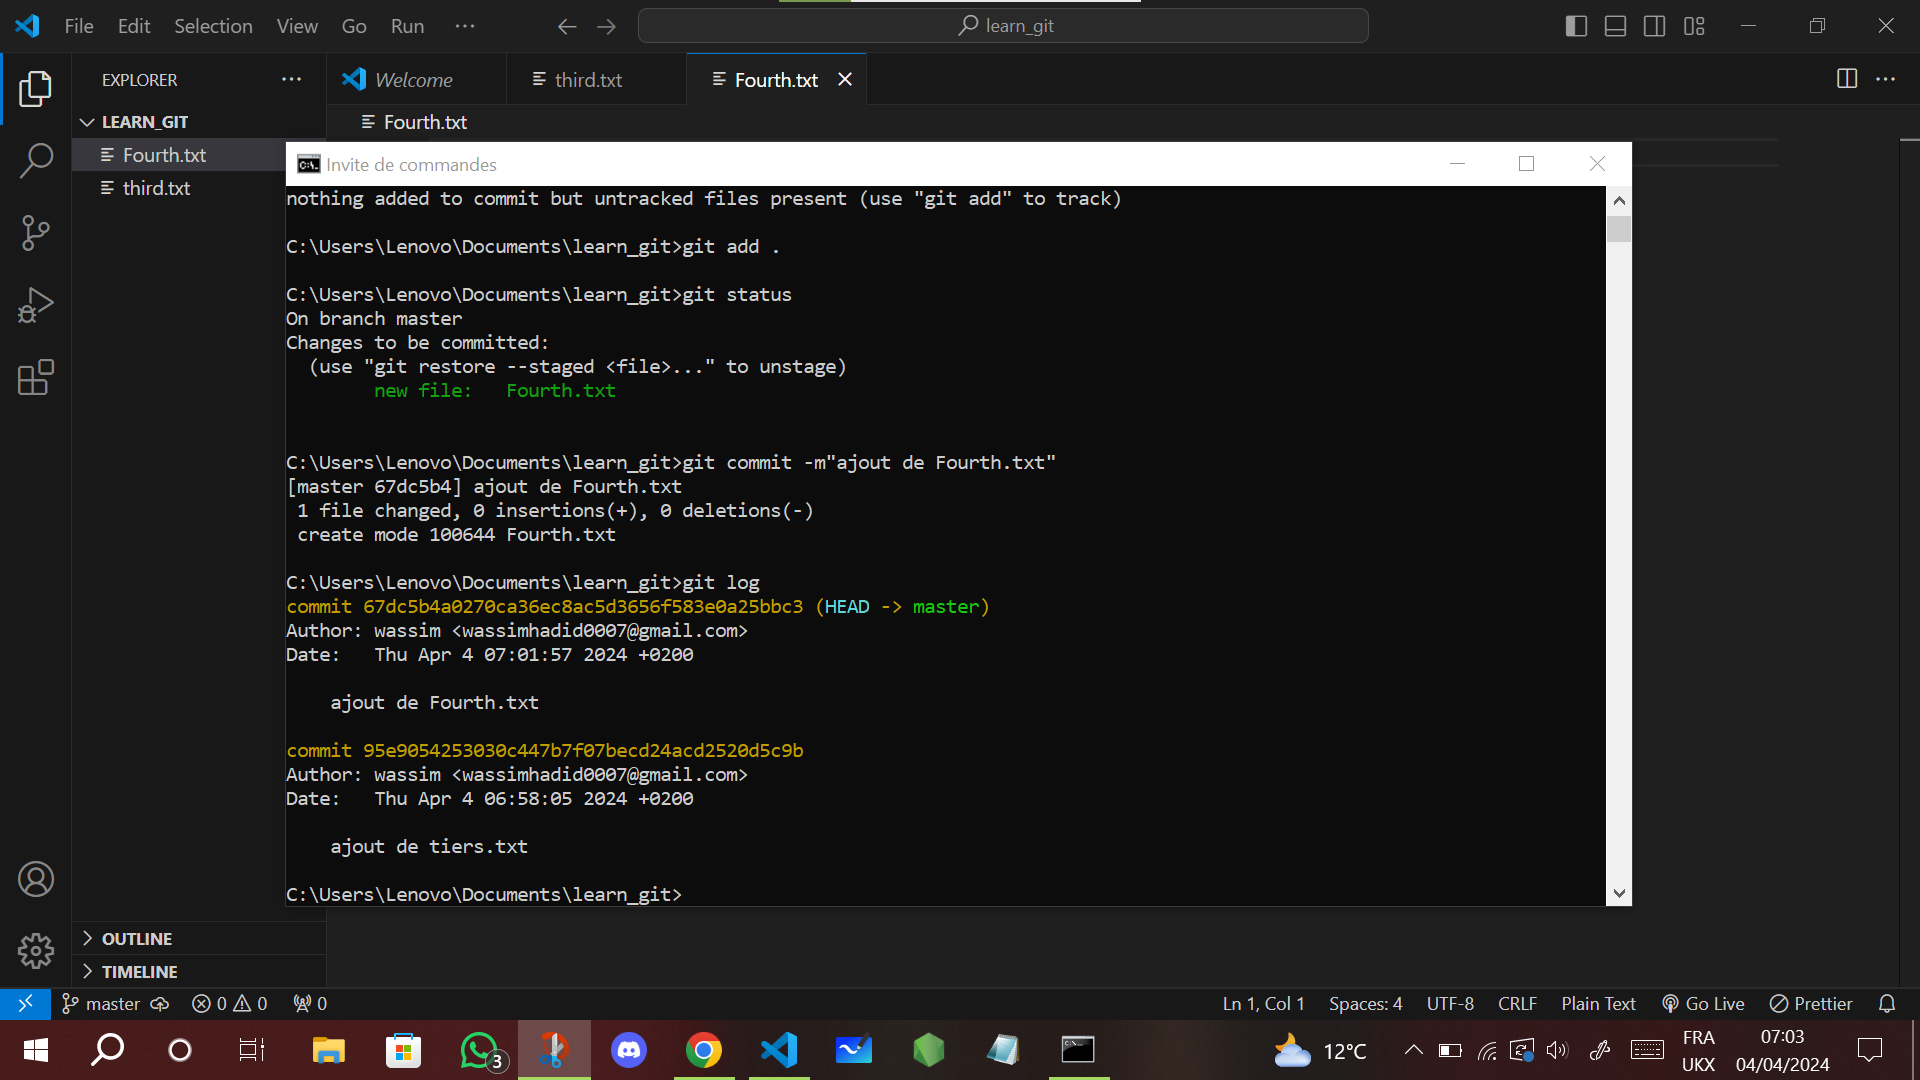 File Edit Selection View Go Run ···
learn_git
EXPLORER ···
Welcome
third.txt
Fourth.txt
LEARN_GIT
Fourth.txt
Fourth.txt
third.txt
Invite de commandes
nothing added to commit but untracked files present (use "git add" to track)
C:\Users\Lenovo\Documents\learn_git>git add .
C:\Users\Lenovo\Documents\learn_git>git status
On branch master
Changes to be committed:
(use "git restore --staged <file>..." to unstage)
new file:   Fourth.txt
C:\Users\Lenovo\Documents\learn_git>git commit -m"ajout de Fourth.txt"
[master 67dc5b4] ajout de Fourth.txt
1 file changed, 0 insertions(+), 0 deletions(-)
create mode 100644 Fourth.txt
C:\Users\Lenovo\Documents\learn_git>git log
commit 67dc5b4a0270ca36ec8ac5d3656f583e0a25bbc3 (HEAD -> master)
Author: wassim <wassimhadid0007@gmail.com>
Date:   Thu Apr 4 07:01:57 2024 +0200
ajout de Fourth.txt
commit 95e9054253030c447b7f07becd24acd2520d5c9b
Author: wassim <wassimhadid0007@gmail.com>
Date:   Thu Apr 4 06:58:05 2024 +0200
ajout de tiers.txt
C:\Users\Lenovo\Documents\learn_git>
OUTLINE
TIMELINE
master 0 0 0 Ln 1, Col 1 Spaces: 4 UTF-8 CRLF Plain Text Go Live Prettier
3
12°C
FRA
UKX
07:03
04/04/2024